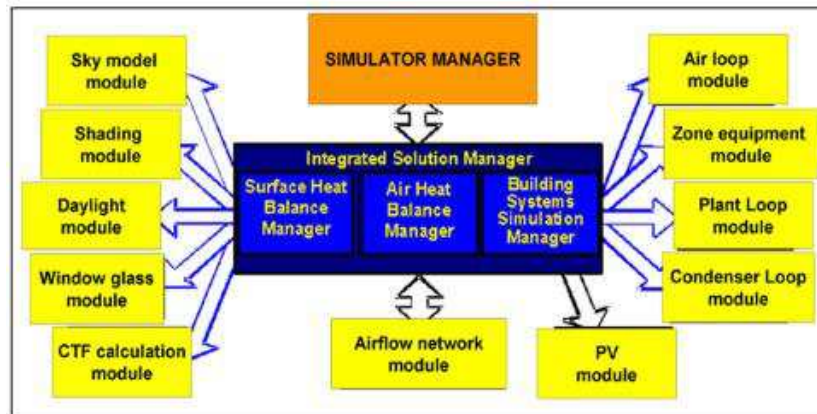 SIMULATOR MANAGER
Sky model
module
Shading
module
Daylight
module
Window glass
module
CTF calculation
module
Integrated Solution Manager
Surface Heat
Balance
Manager
Air Heat
Balance
Manager
Building
Systems
Simulation
Manager
Air loop
module
Zone equipment
module
Plant Loop
module
Condenser Loop
module
Airflow network
module
PV
module